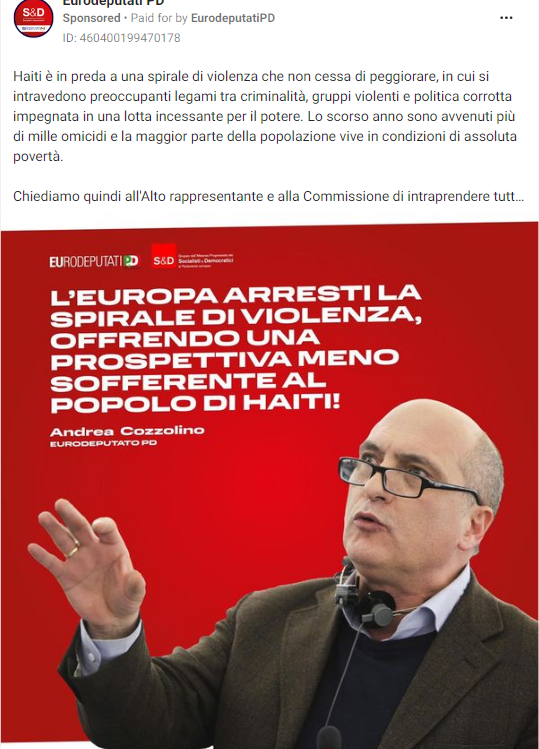 Eurodeputati PD
Sponsored • Paid for by EurodeputatiPD
ID: 460400199470178
Haiti è in preda a una spirale di violenza che non cessa di peggiorare, in cui si
intravedono preoccupanti legami tra criminalità, gruppi violenti e politica corrotta
impegnata in una lotta incessante per il potere. Lo scorso anno sono avvenuti più
di mille omicidi e la maggior parte della popolazione vive in condizioni di assoluta
povertà.
Chiediamo quindi all'Alto rappresentante e alla Commissione di intraprendere tutt...
EURODEPUTATI PD
S&D
Socialisti e Democratici
L'EUROPA ARRESTI LA
SPIRALE DI VIOLENZA,
OFFRENDO UNA
PROSPETTIVA MENO
SOFFERENTE AL
POPOLO DI HAITI!
Andrea Cozzolino
EURODEPUTATO PD